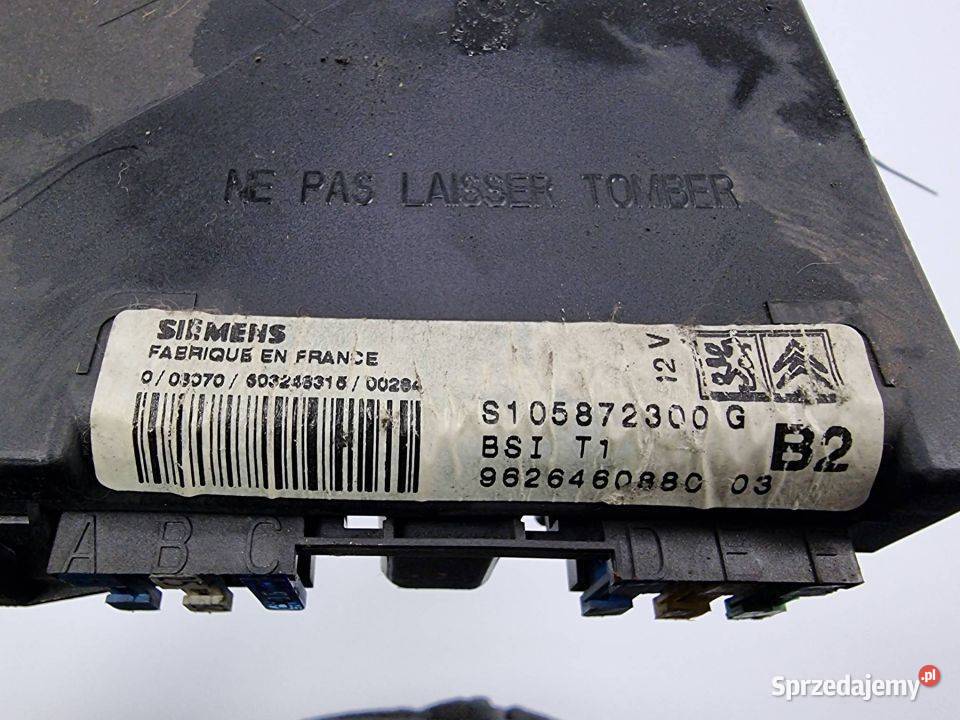 NE PAS LAISSER TOMBER
SIEMENS
FABRIQUE EN FRANCE
0/03070/603248315/00284
12 V
S105872300 G
BSI T1
B2
9626460880 03
A B C D E F
Sprzedajemy.pl